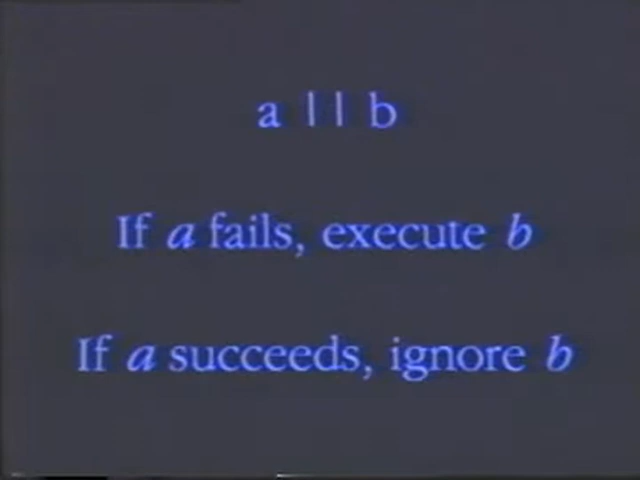 a || b
If a fails, execute b
If a succeeds, ignore b